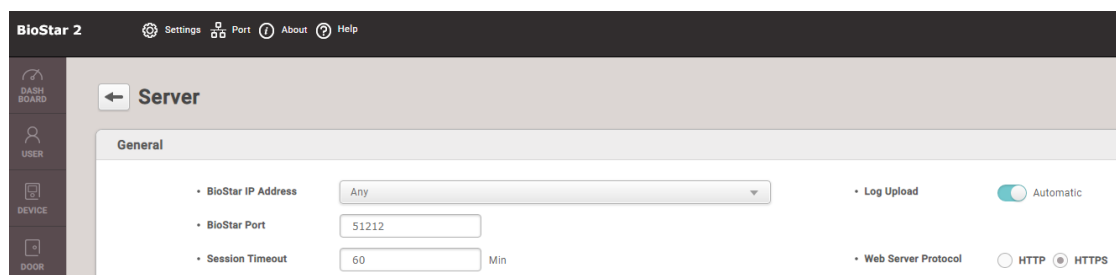 BioStar 2 Settings Port About Help
DASH
BOARD
Server
USER
General
DEVICE
BioStar IP Address Any Log Upload Automatic
BioStar Port 51212
DOOR
Session Timeout 60 Min Web Server Protocol HTTP HTTPS